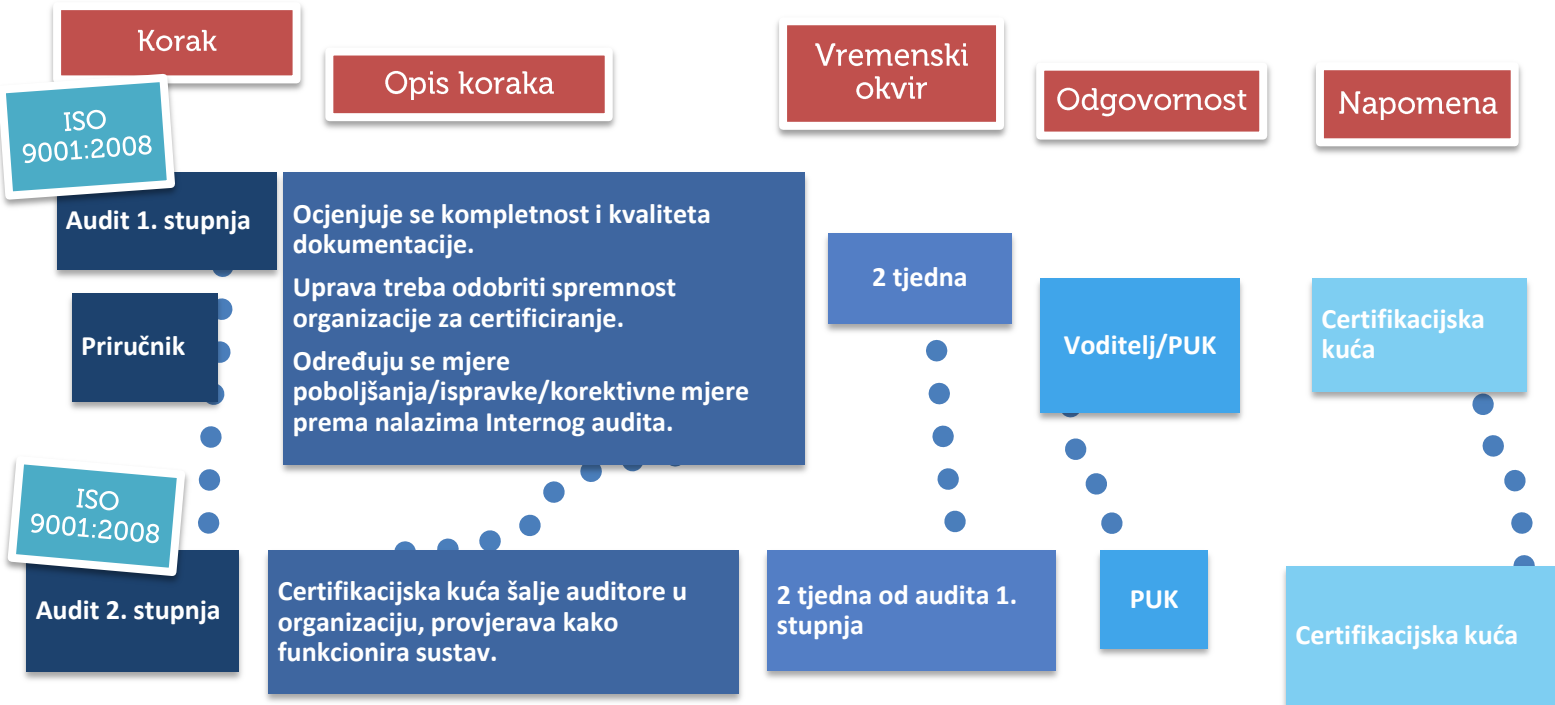 Korak
Opis koraka
Vremenski
okvir
Odgovornost
Napomena
ISO
9001:2008
Audit 1. stupnja
Priručnik
Ocjenjuje se kompletnost i kvaliteta
dokumentacije.
Uprava treba odobriti spremnost
organizacije za certificiranje.
Određuju se mjere
poboljšanja/ispravke/korektivne mjere
prema nalazima Internog audita.
2 tjedna
Voditelj/PUK
Certifikacijska
kuća
ISO
9001:2008
Audit 2. stupnja
Certifikacijska kuća šalje auditore u
organizaciju, provjerava kako
funkcionira sustav.
2 tjedna od audita 1.
stupnja
PUK
Certifikacijska kuća